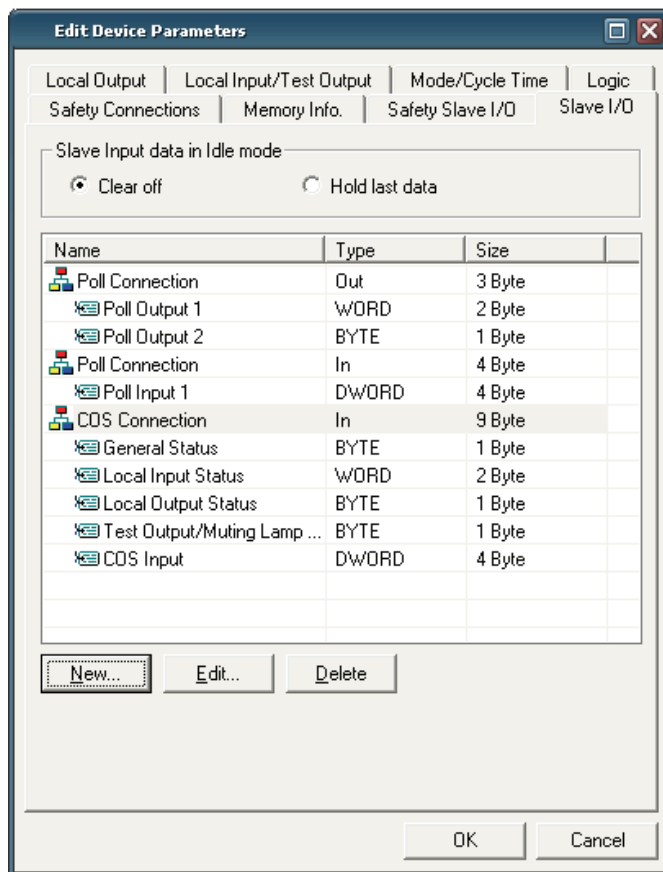 Edit Device Parameters
Local Output Local Input/Test Output Mode/Cycle Time Logic
Safety Connections Memory Info. Safety Slave I/O Slave I/O
Slave Input data in Idle mode
Clear off Hold last data
Name Type Size
Poll Connection Out 3 Byte
Poll Output 1 WORD 2 Byte
Poll Output 2 BYTE 1 Byte
Poll Connection In 4 Byte
Poll Input 1 DWORD 4 Byte
COS Connection In 9 Byte
General Status BYTE 1 Byte
Local Input Status WORD 2 Byte
Local Output Status BYTE 1 Byte
Test Output/Muting Lamp ... BYTE 1 Byte
COS Input DWORD 4 Byte
New... Edit... Delete
OK Cancel